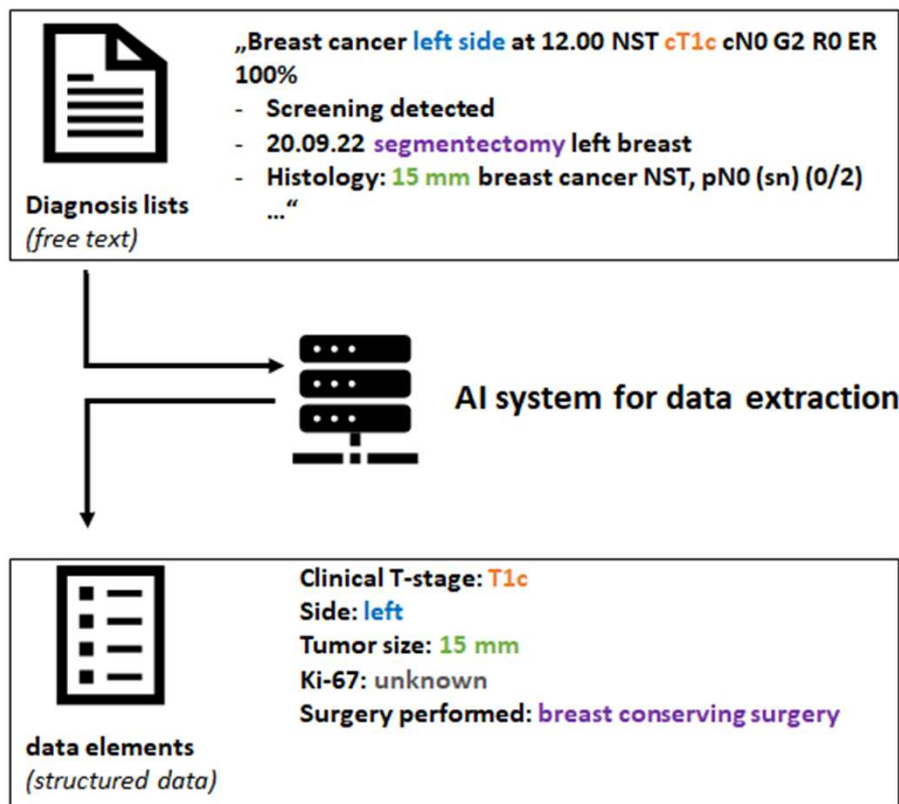 „Breast cancer left side at 12.00 NST cT1c cN0 G2 R0 ER
100%
- Screening detected
- 20.09.22 segmentectomy left breast
- Histology: 15 mm breast cancer NST, pN0 (sn) (0/2)
…“
Diagnosis lists
(free text)
AI system for data extraction
Clinical T-stage: T1c
Side: left
Tumor size: 15 mm
Ki-67: unknown
Surgery performed: breast conserving surgery
data elements
(structured data)